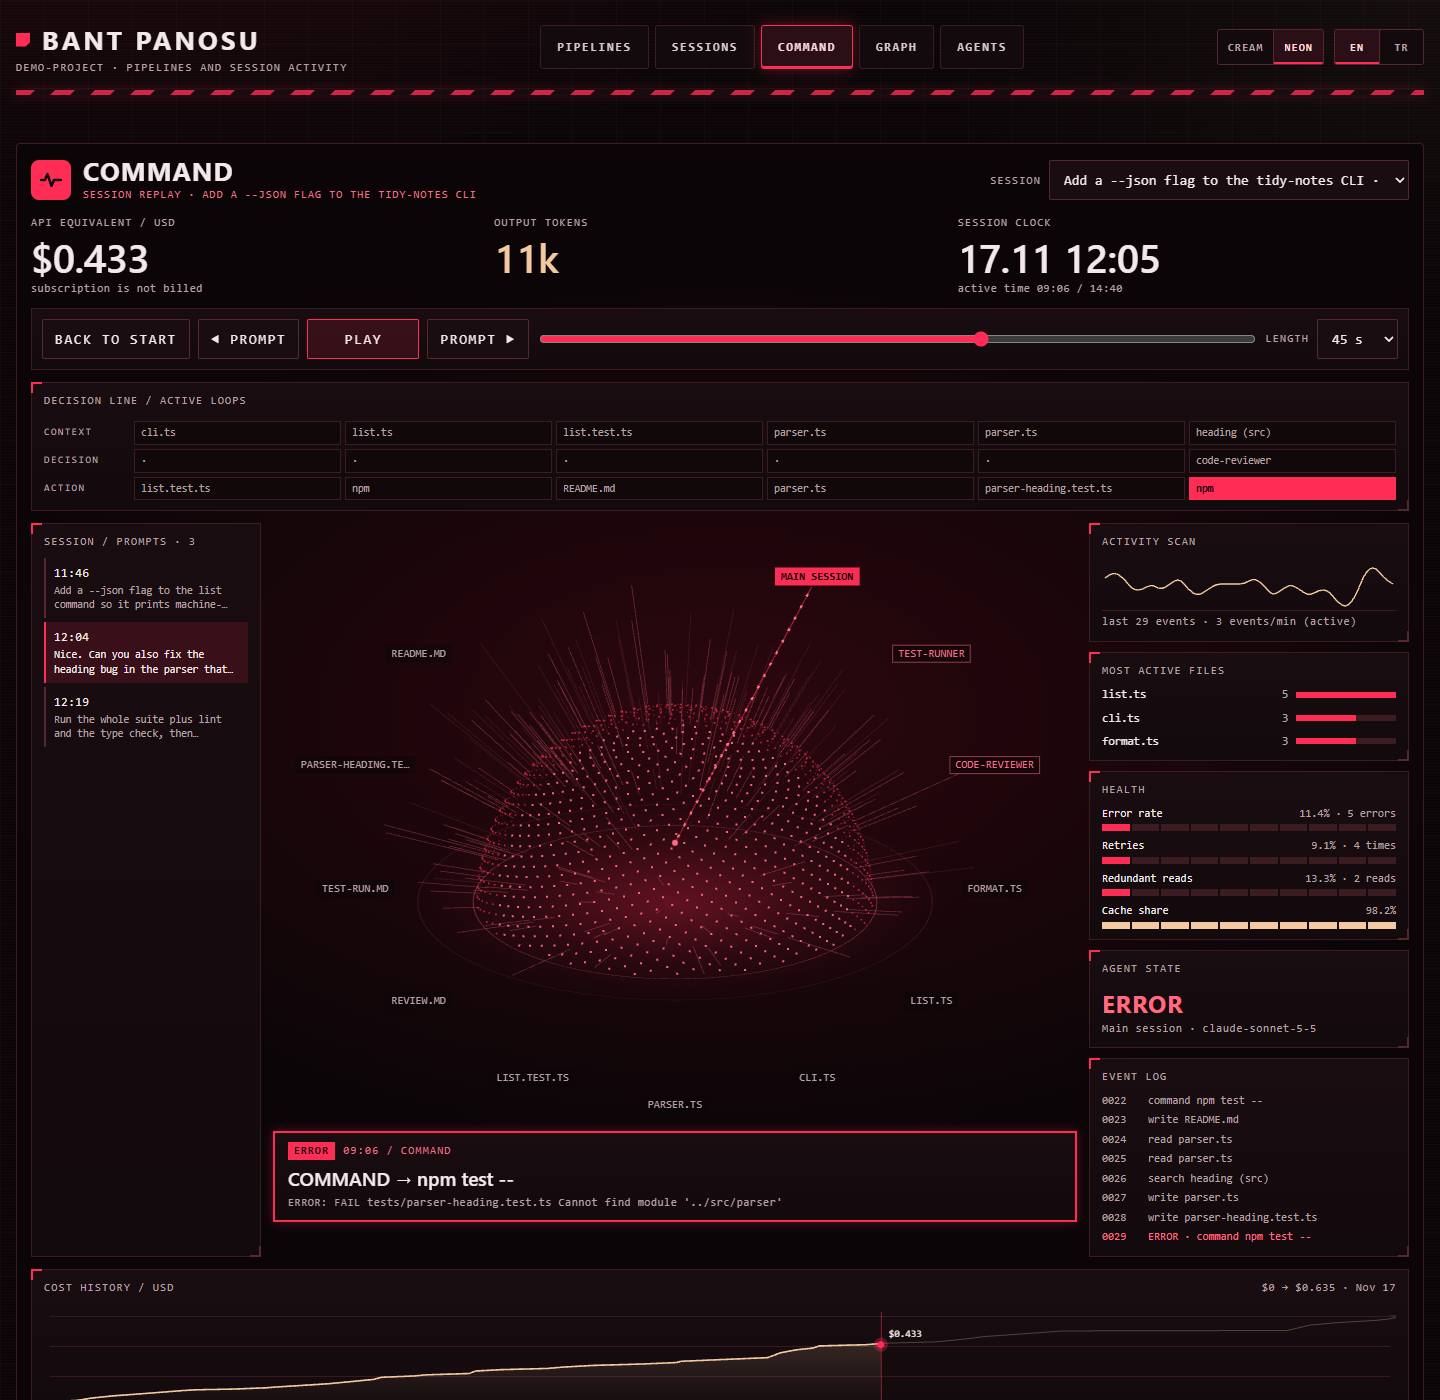 BANT PANOSU
DEMO-PROJECT · PIPELINES AND SESSION ACTIVITY
PIPELINES
SESSIONS
COMMAND
GRAPH
AGENTS
CREAM
NEON
EN
TR
COMMAND
SESSION REPLAY · ADD A --JSON FLAG TO THE TIDY-NOTES CLI
SESSION
Add a --json flag to the tidy-notes CLI ·
API EQUIVALENT / USD
$0.433
subscription is not billed
OUTPUT TOKENS
11k
SESSION CLOCK
17.11 12:05
active time 09:06 / 14:40
BACK TO START
◄ PROMPT
PLAY
PROMPT ►
LENGTH
45 s
DECISION LINE / ACTIVE LOOPS
CONTEXT
cli.ts
list.ts
list.test.ts
parser.ts
parser.ts
heading (src)
DECISION
·
·
·
·
·
code-reviewer
ACTION
list.test.ts
npm
README.md
parser.ts
parser-heading.test.ts
npm
SESSION / PROMPTS · 3
11:46
Add a --json flag to the list
command so it prints machine-…
12:04
Nice. Can you also fix the
heading bug in the parser that…
12:19
Run the whole suite plus lint
and the type check, then…
MAIN SESSION
README.MD
TEST-RUNNER
PARSER-HEADING.TE…
CODE-REVIEWER
TEST-RUN.MD
FORMAT.TS
REVIEW.MD
LIST.TS
LIST.TEST.TS
CLI.TS
PARSER.TS
ERROR
09:06 / COMMAND
COMMAND → npm test --
ERROR: FAIL tests/parser-heading.test.ts Cannot find module '../src/parser'
ACTIVITY SCAN
last 29 events · 3 events/min (active)
MOST ACTIVE FILES
list.ts 5
cli.ts 3
format.ts 3
HEALTH
Error rate 11.4% · 5 errors
Retries 9.1% · 4 times
Redundant reads 13.3% · 2 reads
Cache share 98.2%
AGENT STATE
ERROR
Main session · claude-sonnet-5-5
EVENT LOG
0022 command npm test --
0023 write README.md
0024 read parser.ts
0025 read parser.ts
0026 search heading (src)
0027 write parser.ts
0028 write parser-heading.test.ts
0029 ERROR · command npm test --
COST HISTORY / USD
$0 → $0.635 · Nov 17
$0.433